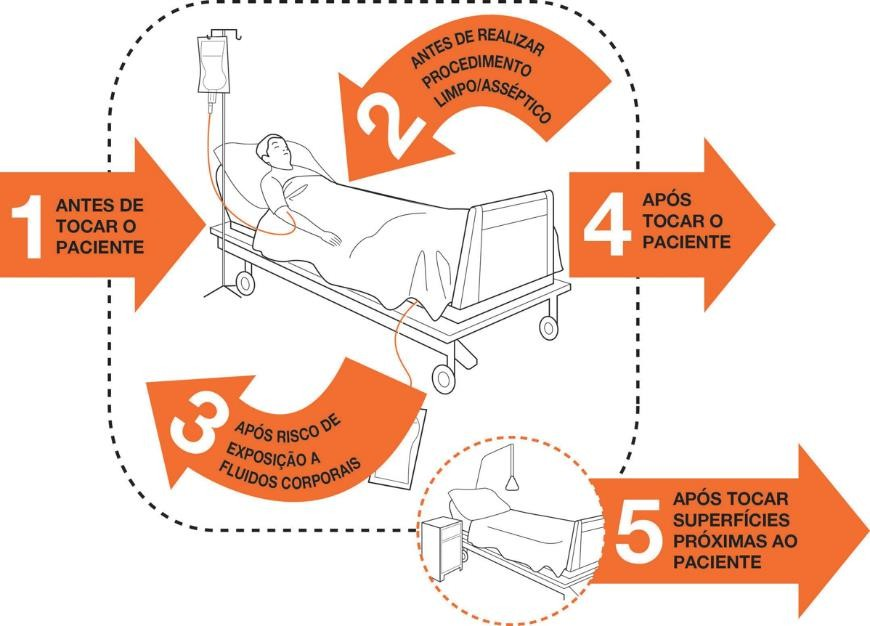 1
ANTES DE
TOCAR O
PACIENTE
2
ANTES DE REALIZAR
PROCEDIMENTO
LIMPO/ASSÉPTICO
3
APÓS RISCO DE
EXPOSIÇÃO A
FLUIDOS CORPORAIS
4
APÓS
TOCAR O
PACIENTE
5
APÓS TOCAR
SUPERFÍCIES
PRÓXIMAS AO
PACIENTE